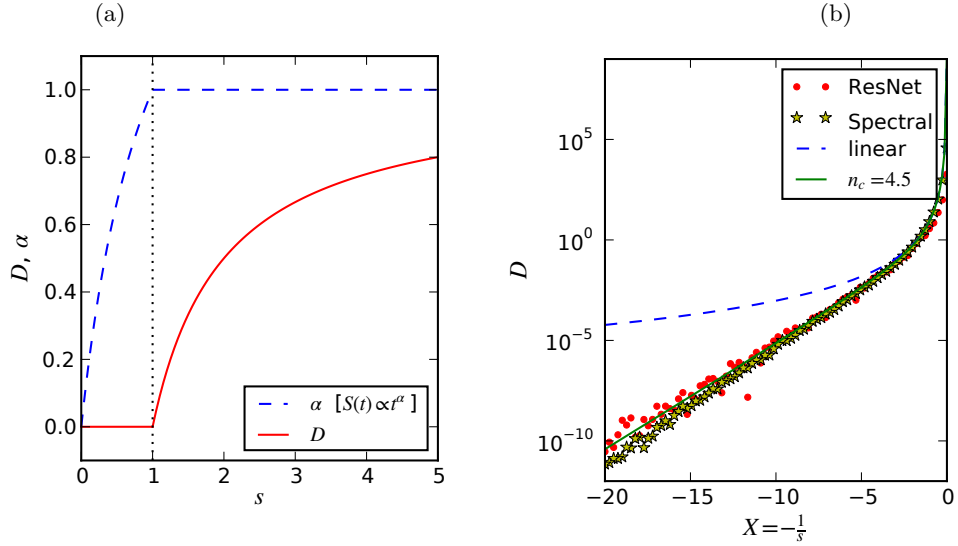 (a)
(b)
1.0
0.8
0.6
0.4
0.2
0.0
D, α
α [S(t)∝t^α]
D
0 1 2 3 4 5
s
ResNet
Spectral
linear
n_c=4.5
10^5
10^0
10^−5
10^−10
D
−20 −15 −10 −5 0
X=−1/s